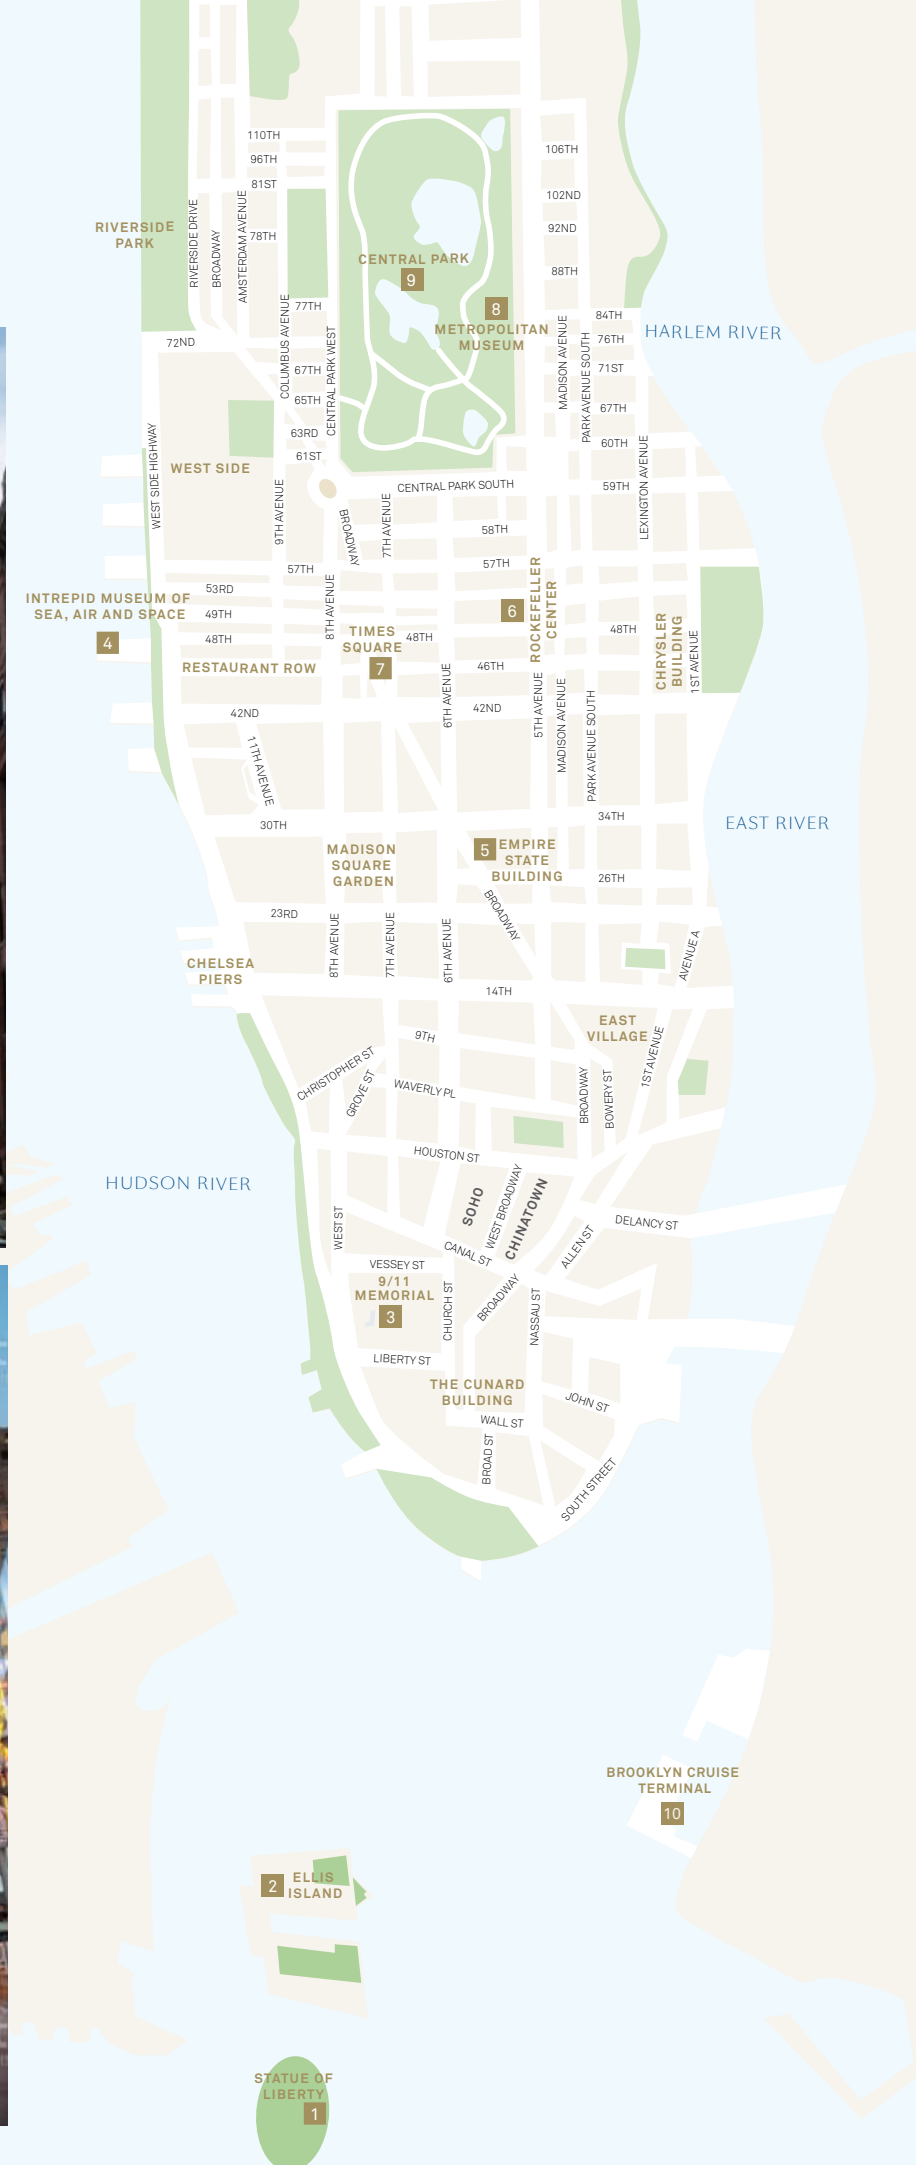 110TH
96TH
106TH
81ST
102ND
RIVERSIDE
PARK
RIVERSIDE DRIVE
BROADWAY
AMSTERDAM AVENUE
78TH
92ND
CENTRAL PARK
9
88TH
8
METROPOLITAN
MUSEUM
COLUMBUS AVENUE
77TH
CENTRAL PARK WEST
MADISON AVENUE
PARK AVENUE SOUTH
84TH
HARLEM RIVER
76TH
72ND
67TH
71ST
65TH
67TH
63RD
60TH
61ST
WEST SIDE HIGHWAY
WEST SIDE
LEXINGTON AVENUE
CENTRAL PARK SOUTH
59TH
9TH AVENUE
BROADWAY
7TH AVENUE
58TH
57TH
57TH
53RD
INTREPID MUSEUM OF
SEA, AIR AND SPACE
4
49TH
48TH
8TH AVENUE
6
ROCKEFELLER
CENTER
TIMES
SQUARE
7
48TH
48TH
CHRYSLER
BUILDING
1ST AVENUE
RESTAURANT ROW
46TH
6TH AVENUE
42ND
42ND
5TH AVENUE
MADISON AVENUE
PARK AVENUE SOUTH
11TH AVENUE
30TH
34TH
EAST RIVER
MADISON
SQUARE
GARDEN
5
EMPIRE
STATE
BUILDING
26TH
23RD
8TH AVENUE
7TH AVENUE
6TH AVENUE
BROADWAY
AVENUE A
CHELSEA
PIERS
14TH
EAST
VILLAGE
9TH
1ST AVENUE
CHRISTOPHER ST
GROVE ST
WAVERLY PL
BROADWAY
BOWERY ST
HOUSTON ST
HUDSON RIVER
SOHO
WEST BROADWAY
CHINATOWN
WEST ST
DELANCY ST
CANAL ST
ALLEN ST
VESSEY ST
9/11
MEMORIAL
3
CHURCH ST
BROADWAY
NASSAU ST
LIBERTY ST
THE CUNARD
BUILDING
JOHN ST
WALL ST
BROAD ST
SOUTH STREET
BROOKLYN CRUISE
TERMINAL
10
2
ELLIS
ISLAND
STATUE OF
LIBERTY
1